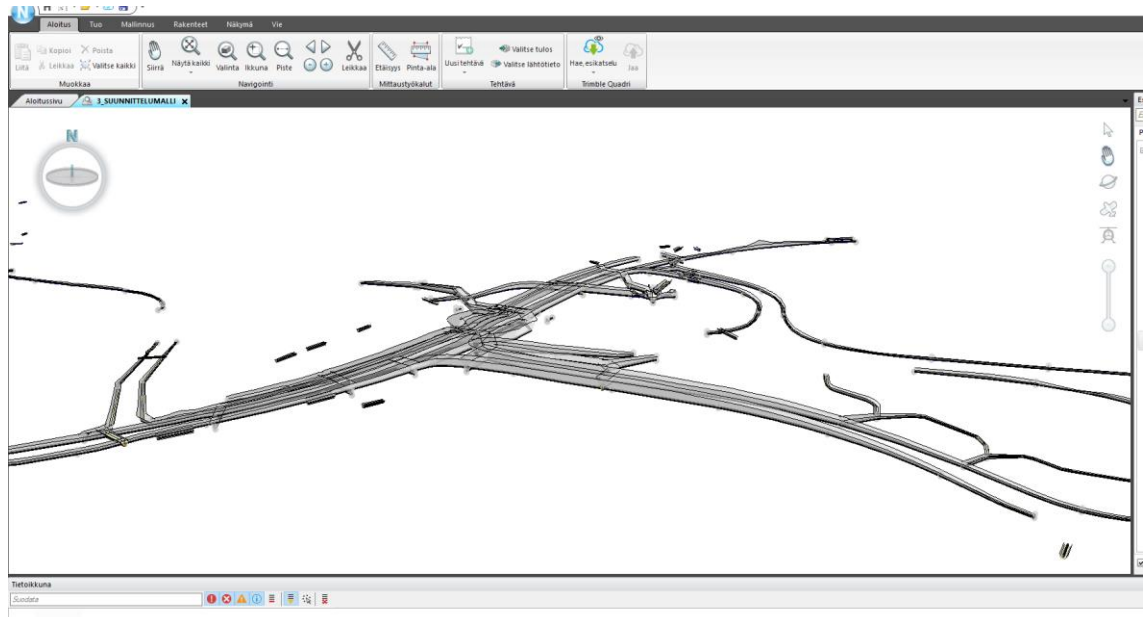 N
Aloitus Tuo Mallinnus Rakenteet Näkymä Vie
Liitä Kopioi Poista Leikkaa Valitse kaikki
Siirrä Näytä kaikki Valinta Ikkuna Piste Leikkaa
Etäisyys Pinta-ala
Uusi tehtävä Valitse tulos Valitse lähtötieto
Hae, esikatselu Jaa
Muokkaa Navigointi Mittaustyökalut Tehtävä Trimble Quadri
Aloitussivu 3_SUUNNITTELUMALLI
N
Tietoikkuna
Suodata